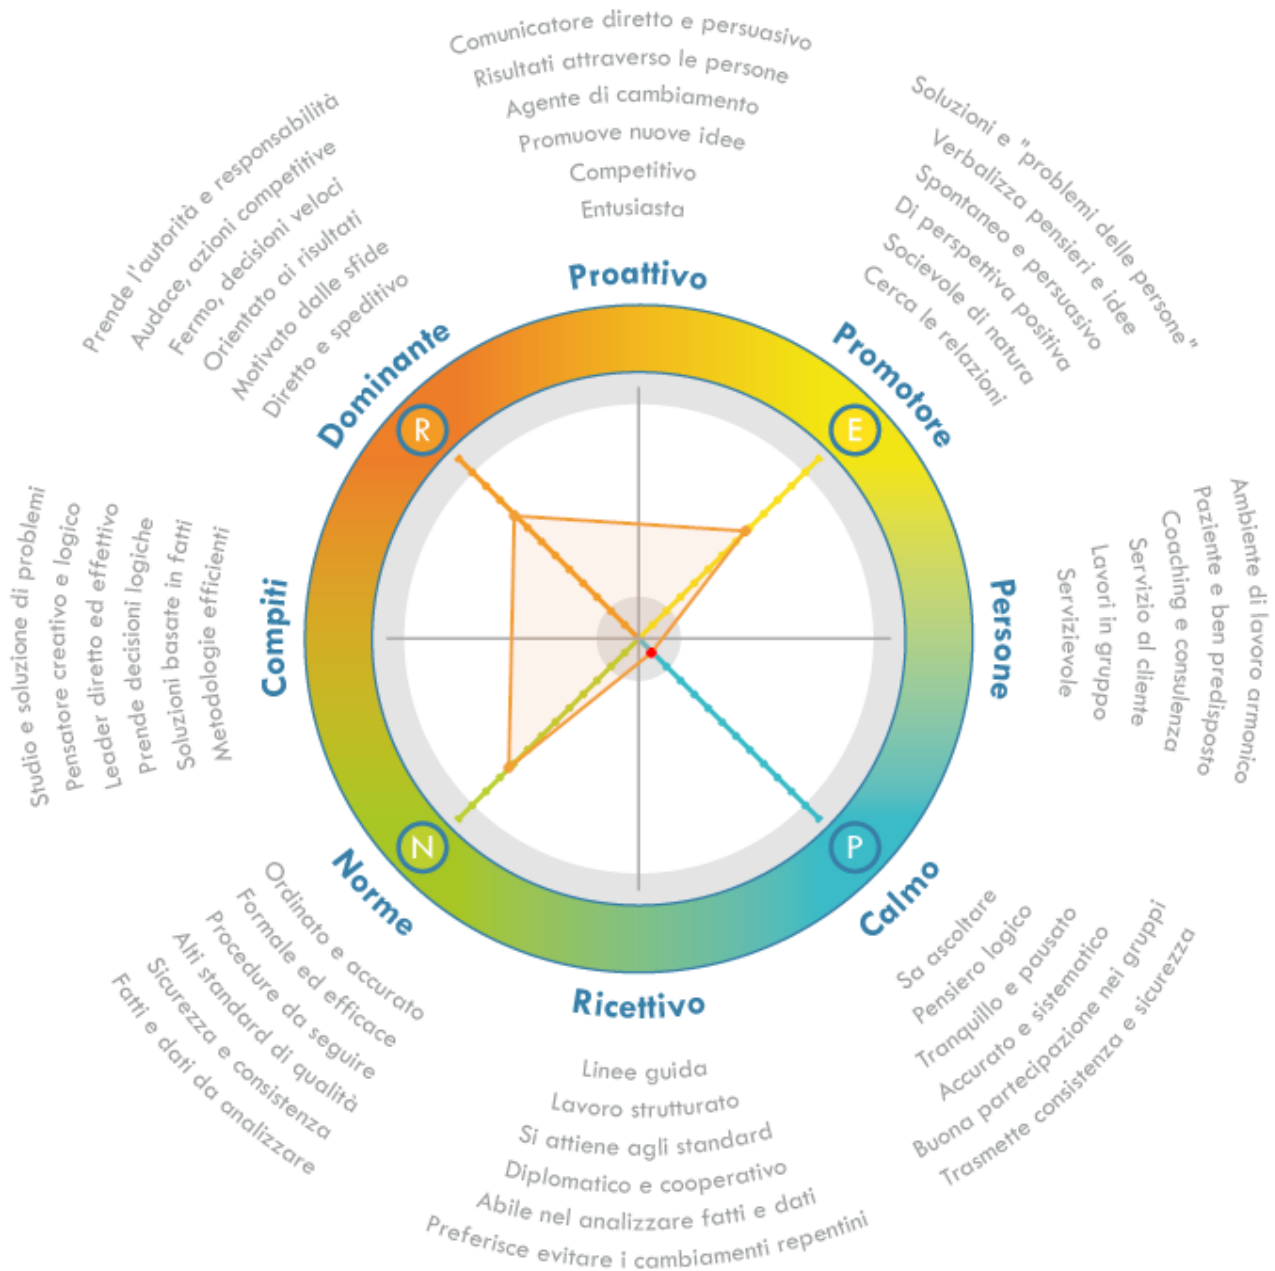 Comunicatore diretto e persuasivo
Risultati attraverso le persone
Agente di cambiamento
Promuove nuove idee
Competitivo
Entusiasta
Proattivo
Soluzioni e "problemi delle persone"
Verbalizza pensieri e idee
Spontaneo e persuasivo
Di perspettiva positiva
Socievole di natura
Cerca le relazioni
Promotore
E
Ambiente di lavoro armonico
Paziente e ben predisposto
Coaching e consulenza
Servizio al cliente
Lavori in gruppo
Servizievole
Persone
P
Calmo
Sa ascoltare
Pensiero logico
Tranquillo e pausato
Accurato e sistematico
Buona partecipazione nei gruppi
Trasmette consistenza e sicurezza
Ricettivo
Linee guida
Lavoro strutturato
Si attiene agli standard
Diplomatico e cooperativo
Abile nel analizzare fatti e dati
Preferisce evitare i cambiamenti repentini
N
Norme
Ordinato e accurato
Formale ed efficace
Procedure da seguire
Alti standard di qualità
Sicurezza e consistenza
Fatti e dati da analizzare
Compiti
Studio e soluzione di problemi
Pensatore creativo e logico
Leader diretto ed effettivo
Prende decisioni logiche
Soluzioni basate in fatti
Metodologie efficienti
Prende l'autorità e responsabilità
Audace, azioni competitive
Fermo, decisioni veloci
Orientato ai risultati
Motivato dalle sfide
Diretto e speditivo
Dominante
R